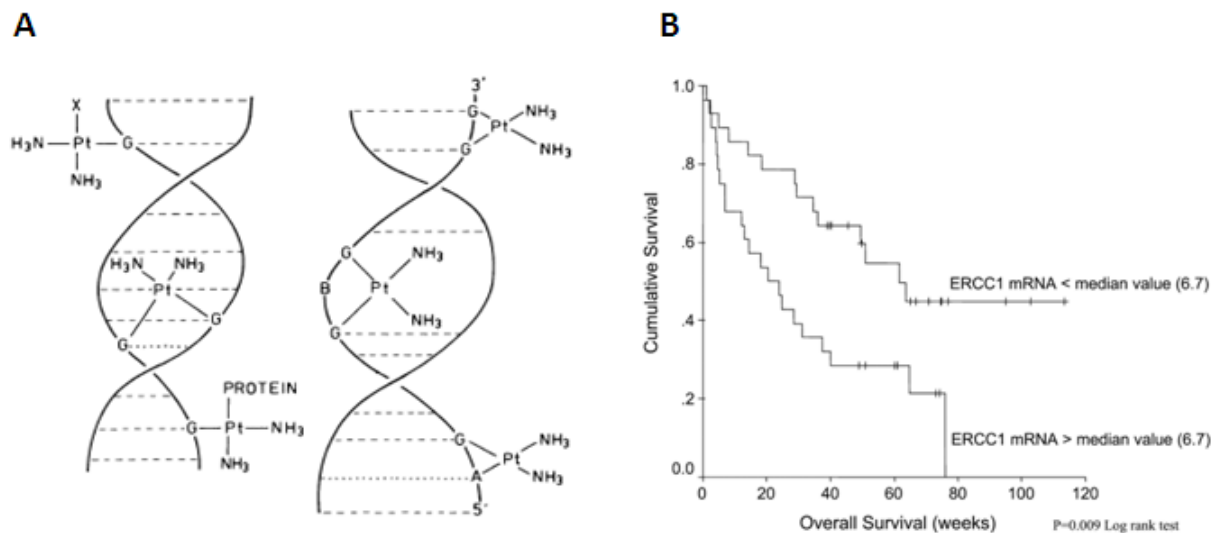 A
X
H₃N
Pt
G
NH₃
H₃N
NH₃
Pt
G
G
PROTEIN
G
Pt
NH₃
NH₃
3'
G
NH₃
Pt
G
NH₃
G
NH₃
B
Pt
G
NH₃
G
NH₃
Pt
A
NH₃
5'
B
Cumulative Survival
1.0
.8
.6
.4
.2
0.0
ERCC1 mRNA < median value (6.7)
ERCC1 mRNA > median value (6.7)
0
20
40
60
80
100
120
Overall Survival (weeks)
P=0.009 Log rank test